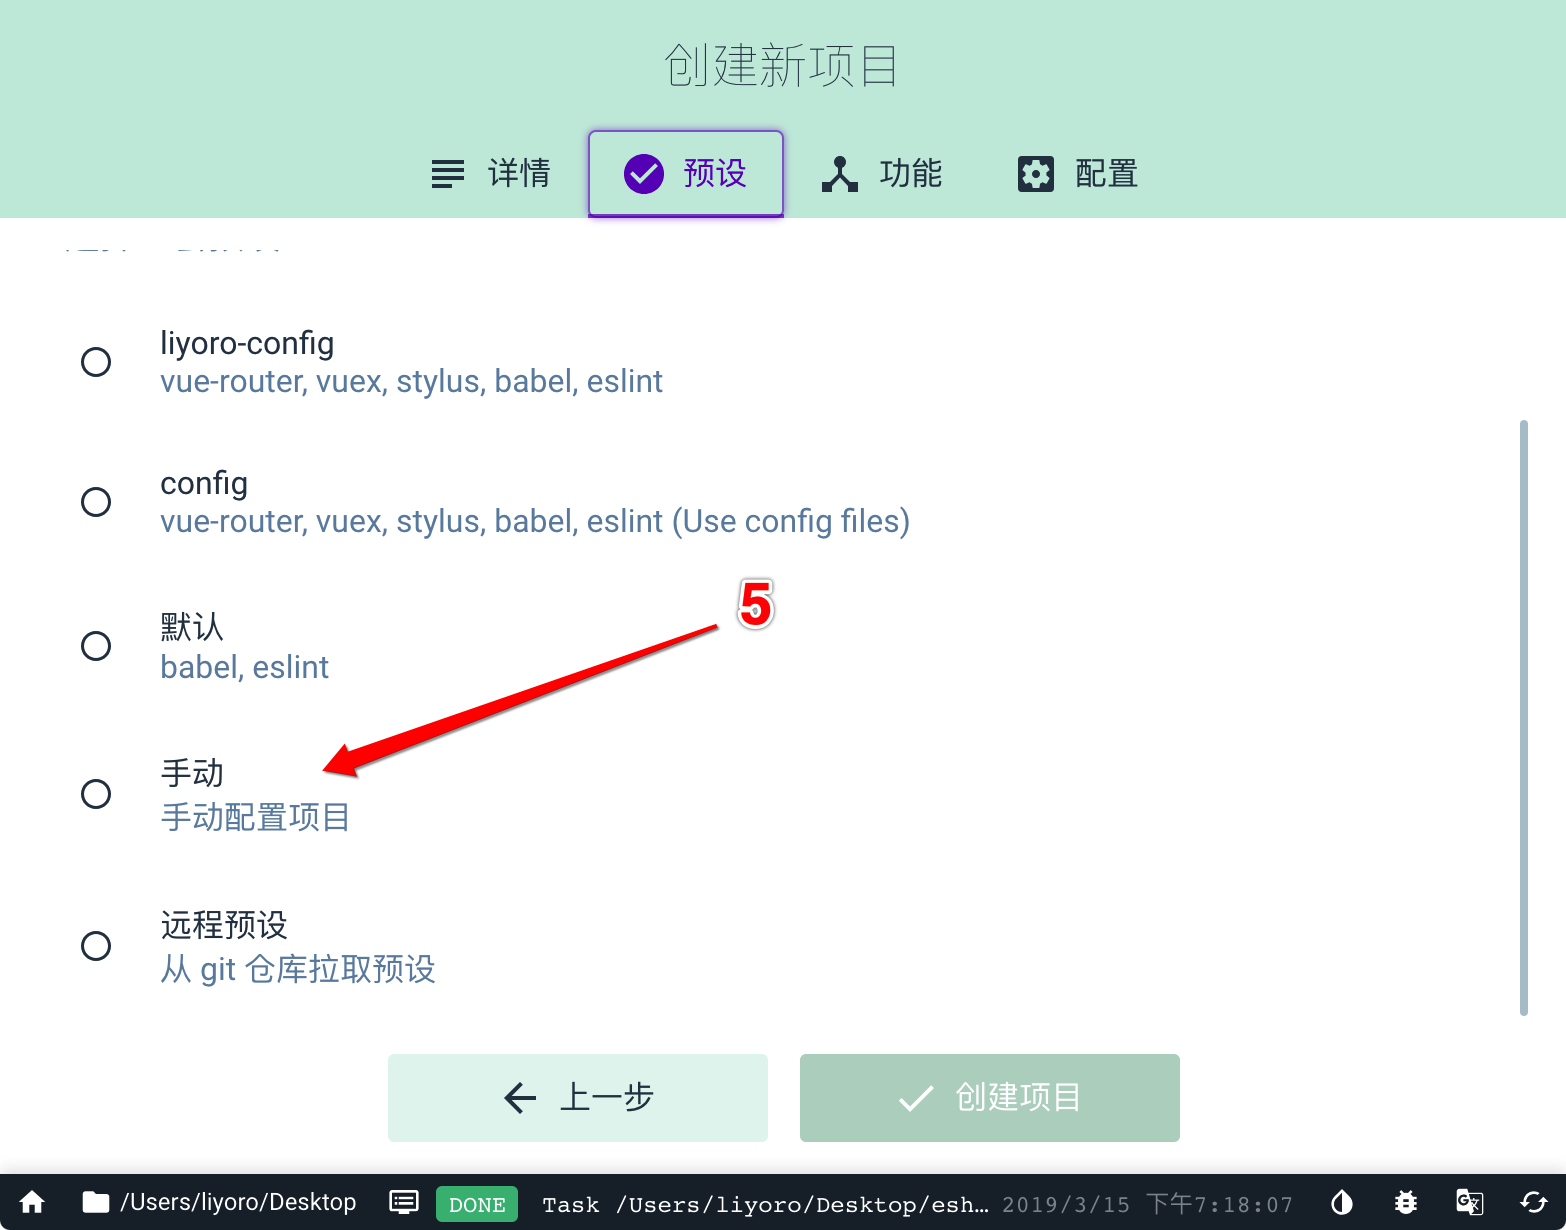 创建新项目
详情
预设
功能
配置
liyoro-config
vue-router, vuex, stylus, babel, eslint
config
vue-router, vuex, stylus, babel, eslint (Use config files)
5
默认
babel, eslint
手动
手动配置项目
远程预设
从 git 仓库拉取预设
上一步
创建项目
/Users/liyoro/Desktop DONE Task /Users/liyoro/Desktop/esh… 2019/3/15 下午7:18:07